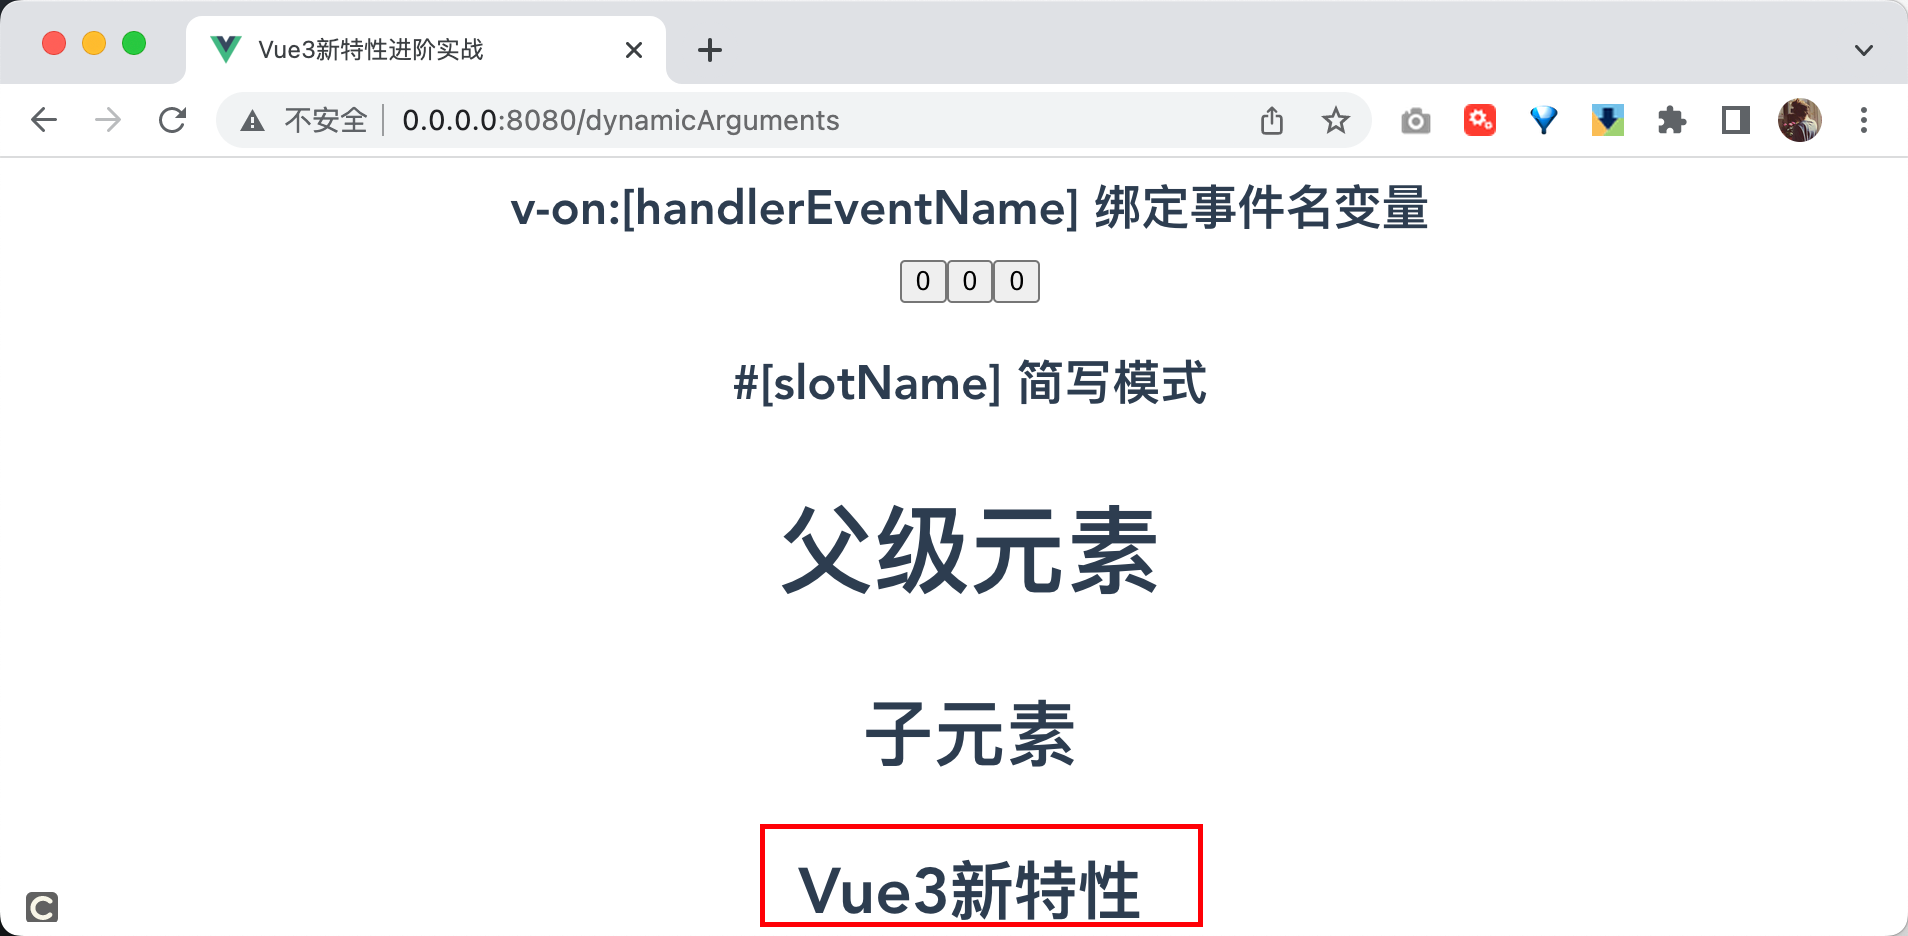 Vue3新特性进阶实战
不安全 0.0.0.0:8080/dynamicArguments
v-on:[handlerEventName] 绑定事件名变量
0 0 0
#[slotName] 简写模式
父级元素
子元素
Vue3新特性
C